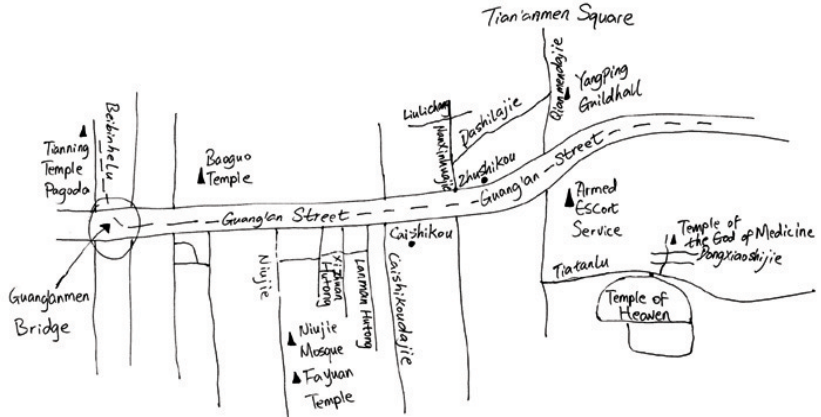 Tian'anmen Square
Qianmendajie
Yangping
Guildhall
Liulichang
Nanxinhuajie
Dashilajie
Beibinhelu
Tianning
Temple
Pagoda
Baoguo
Temple
Zhushikou
Guang'an Street
Guang'an Street
Armed
Escort
Service
Temple of
the God of Medicine
Dongxiaoshijie
Tiatanlu
Temple of
Heaven
Guang'anmen
Bridge
Niujie
Hutong
Lanman Hutong
Caishikou
Caishikoudajie
Niujie
Mosque
Fayuan
Temple